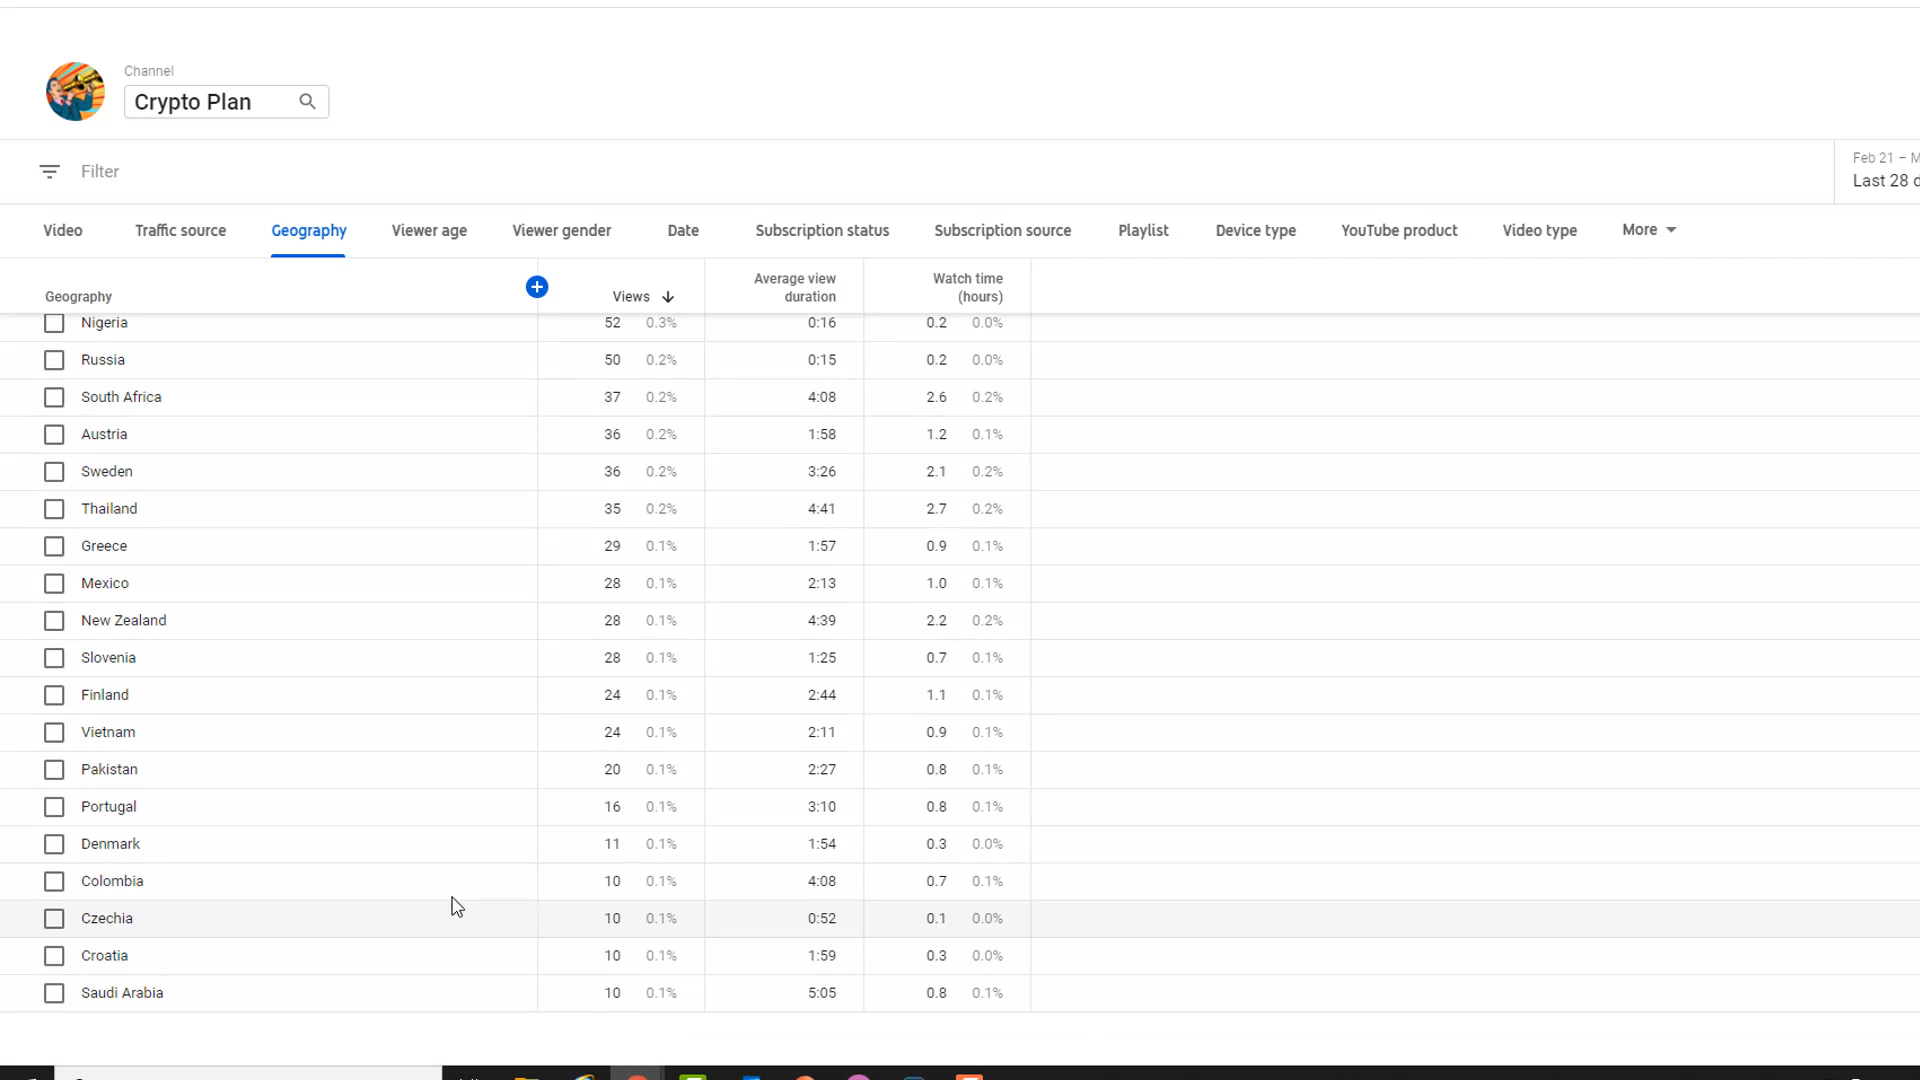 Channel
Crypto Plan
Filter
Feb 21 –
Last 28
Video Traffic source Geography Viewer age Viewer gender Date Subscription status Subscription source Playlist Device type YouTube product Video type More
Geography Views Average view duration Watch time (hours)
Nigeria 52 0.3% 0:16 0.2 0.0%
Russia 50 0.2% 0:15 0.2 0.0%
South Africa 37 0.2% 4:08 2.6 0.2%
Austria 36 0.2% 1:58 1.2 0.1%
Sweden 36 0.2% 3:26 2.1 0.2%
Thailand 35 0.2% 4:41 2.7 0.2%
Greece 29 0.1% 1:57 0.9 0.1%
Mexico 28 0.1% 2:13 1.0 0.1%
New Zealand 28 0.1% 4:39 2.2 0.2%
Slovenia 28 0.1% 1:25 0.7 0.1%
Finland 24 0.1% 2:44 1.1 0.1%
Vietnam 24 0.1% 2:11 0.9 0.1%
Pakistan 20 0.1% 2:27 0.8 0.1%
Portugal 16 0.1% 3:10 0.8 0.1%
Denmark 11 0.1% 1:54 0.3 0.0%
Colombia 10 0.1% 4:08 0.7 0.1%
Czechia 10 0.1% 0:52 0.1 0.0%
Croatia 10 0.1% 1:59 0.3 0.0%
Saudi Arabia 10 0.1% 5:05 0.8 0.1%